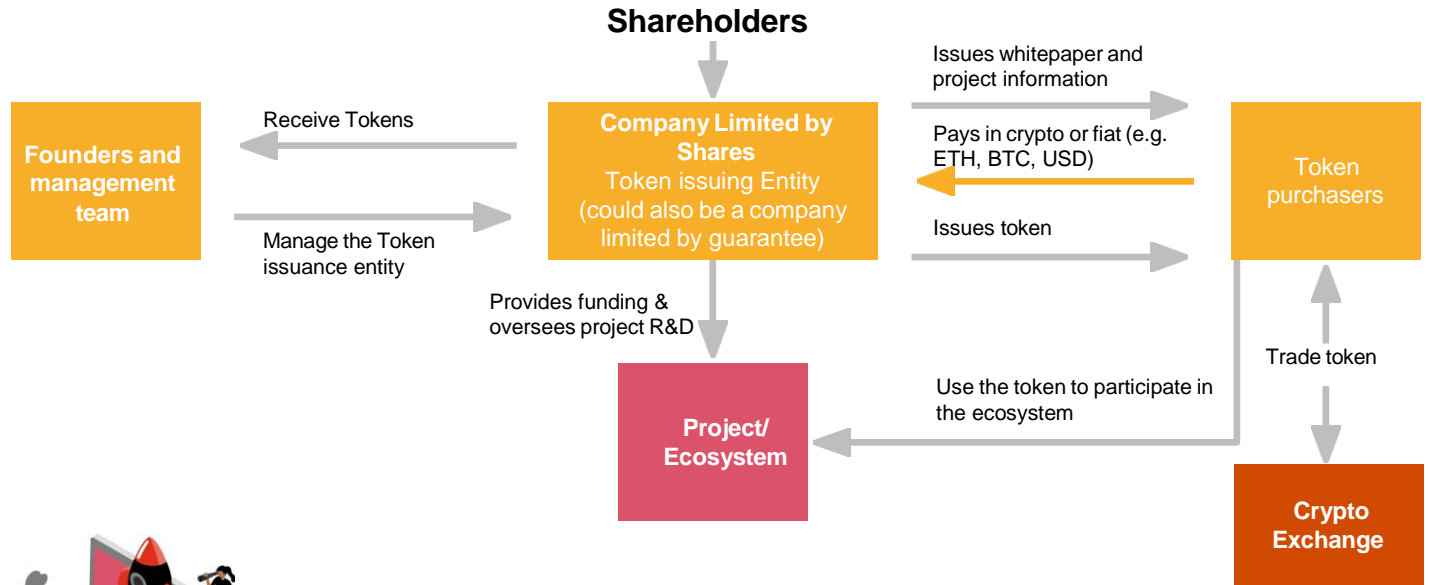 Shareholders
Issues whitepaper and
project information
Receive Tokens
Founders and
management
team
Company Limited by
Shares
Token issuing Entity
(could also be a company
limited by guarantee)
Pays in crypto or fiat (e.g.
ETH, BTC, USD)
Token
purchasers
Manage the Token
issuance entity
Issues token
Provides funding &
oversees project R&D
Trade token
Use the token to participate in
the ecosystem
Project/
Ecosystem
Crypto
Exchange